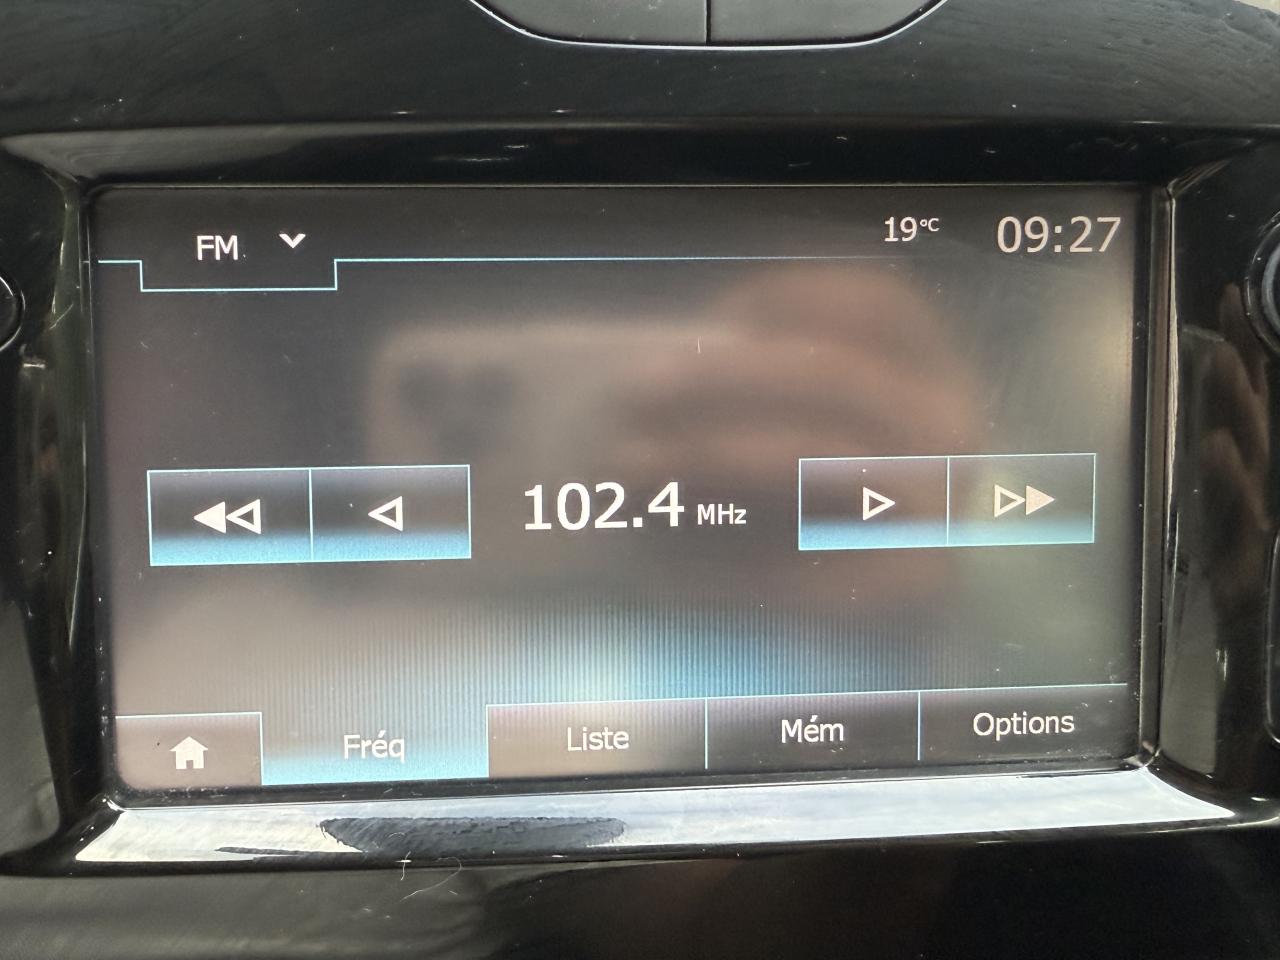 FM 19°C 09:27
102.4 MHz
Fréq Liste Mém Options